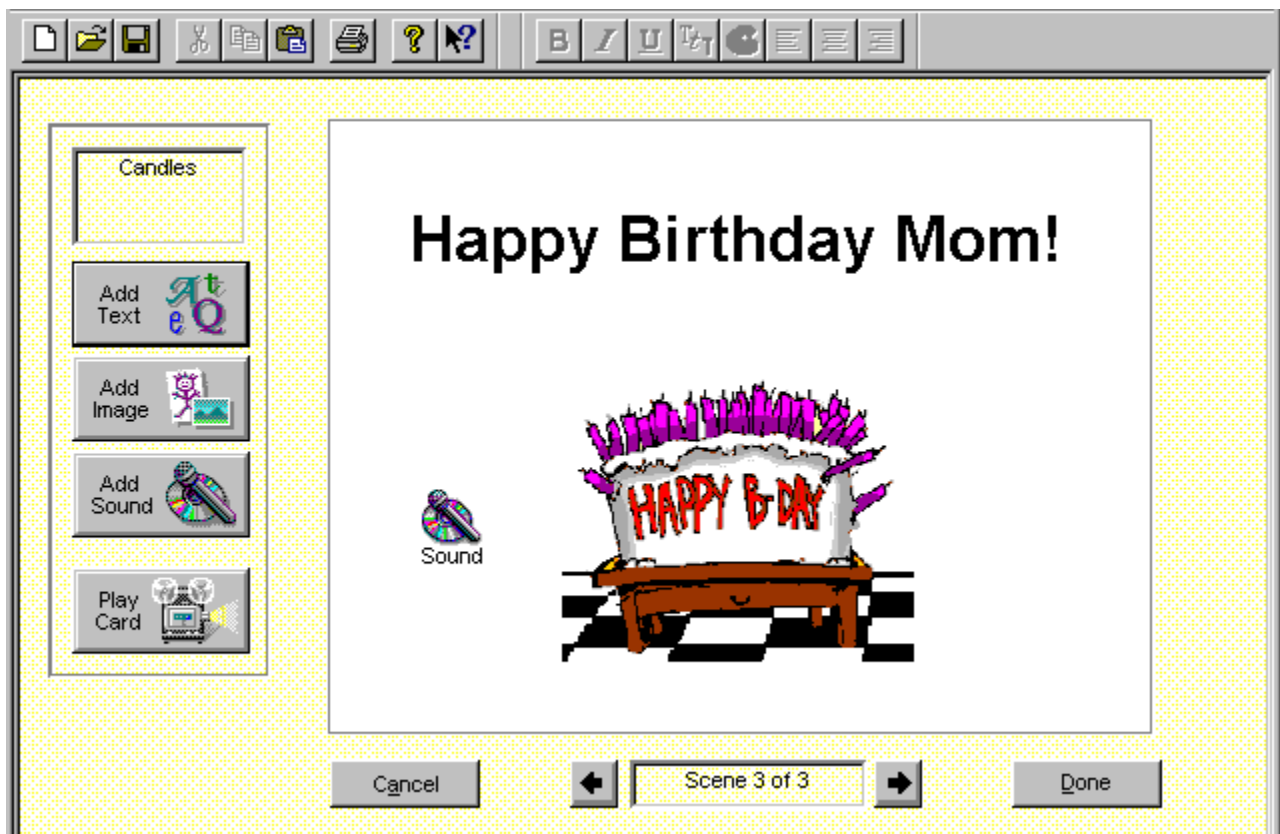 B I U
Candles
Add
Text
Add
Image
Add
Sound
Play
Card
Happy Birthday Mom!
HAPPY B-DAY
Sound
Cancel
Scene 3 of 3
Done